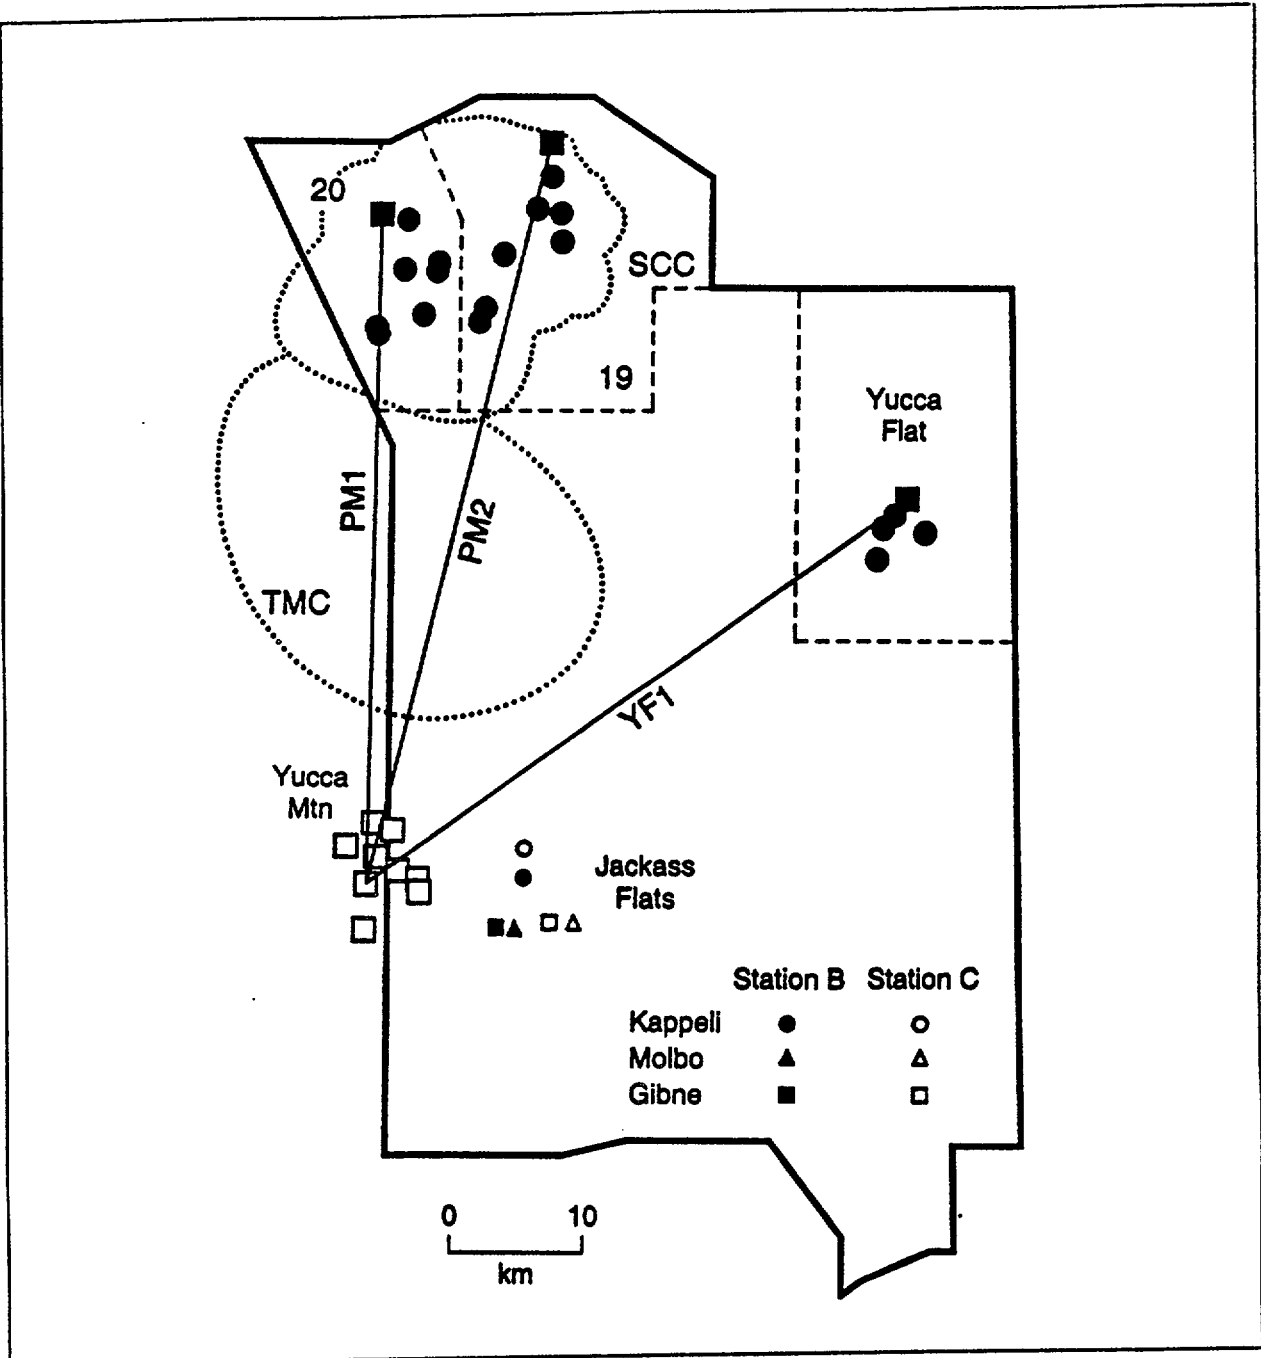 20
SCC
19
Yucca
Flat
PM1
PM2
TMC
YF1
Yucca
Mtn
Jackass
Flats
Station B Station C
Kappeli
Molbo
Gibne
0 10
km